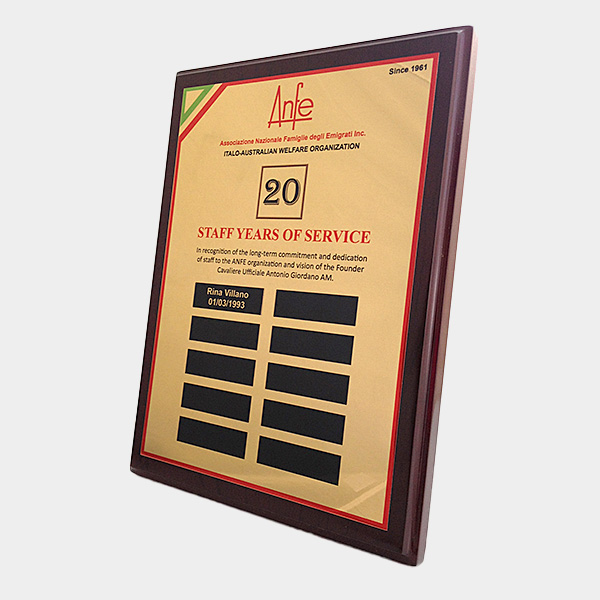 Since 1961
Anfe
Associazione Nazionale Famiglie degli Emigrati Inc.
ITALO-AUSTRALIAN WELFARE ORGANIZATION
20
STAFF YEARS OF SERVICE
In recognition of the long-term commitment and dedication
of staff to the ANFE organization and vision of the Founder
Cavaliere Ufficiale Antonio Giordano AM.
Rina Villano
01/03/1993